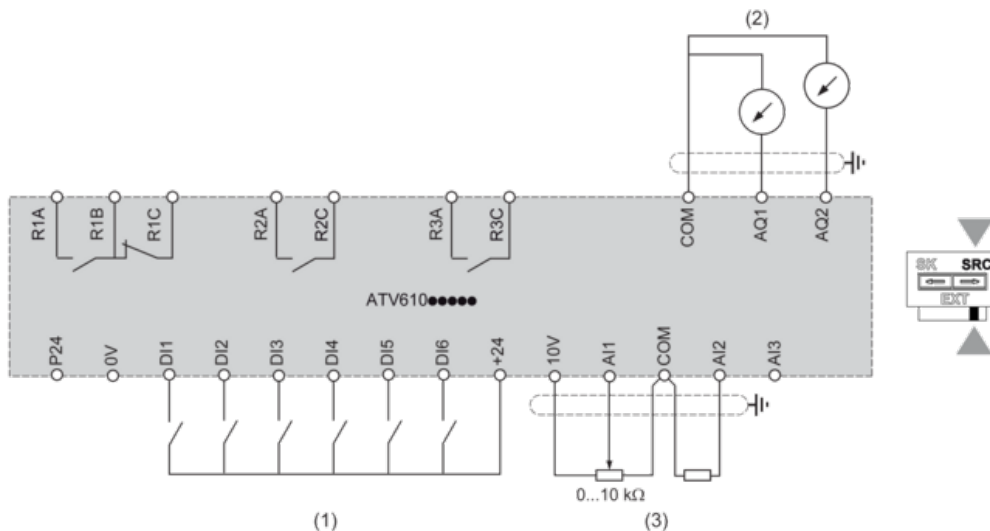 (2)
R1A R1B R1C R2A R2C R3A R3C COM AQ1 AQ2
SK SRC
EXT
ATV610●●●●●
P24 0V DI1 DI2 DI3 DI4 DI5 DI6 +24 10V AI1 COM AI2 AI3
0...10 kΩ
(1) (3)